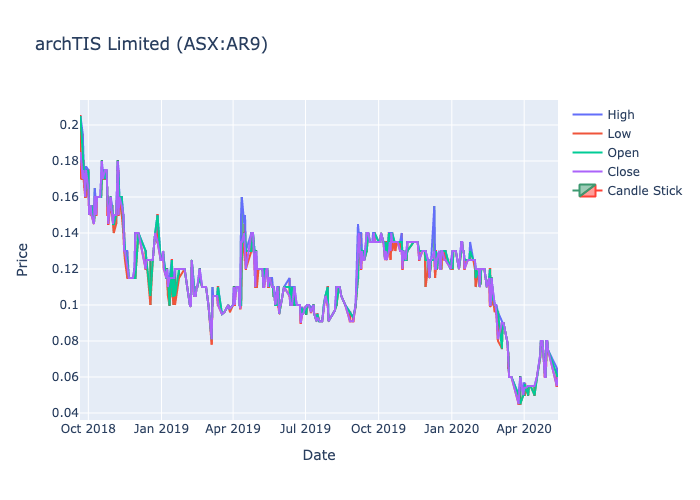 archTIS Limited (ASX:AR9)
High
Low
Open
Close
Candle Stick
0.2
0.18
0.16
0.14
0.12
0.1
0.08
0.06
0.04
Price
Oct 2018 Jan 2019 Apr 2019 Jul 2019 Oct 2019 Jan 2020 Apr 2020
Date